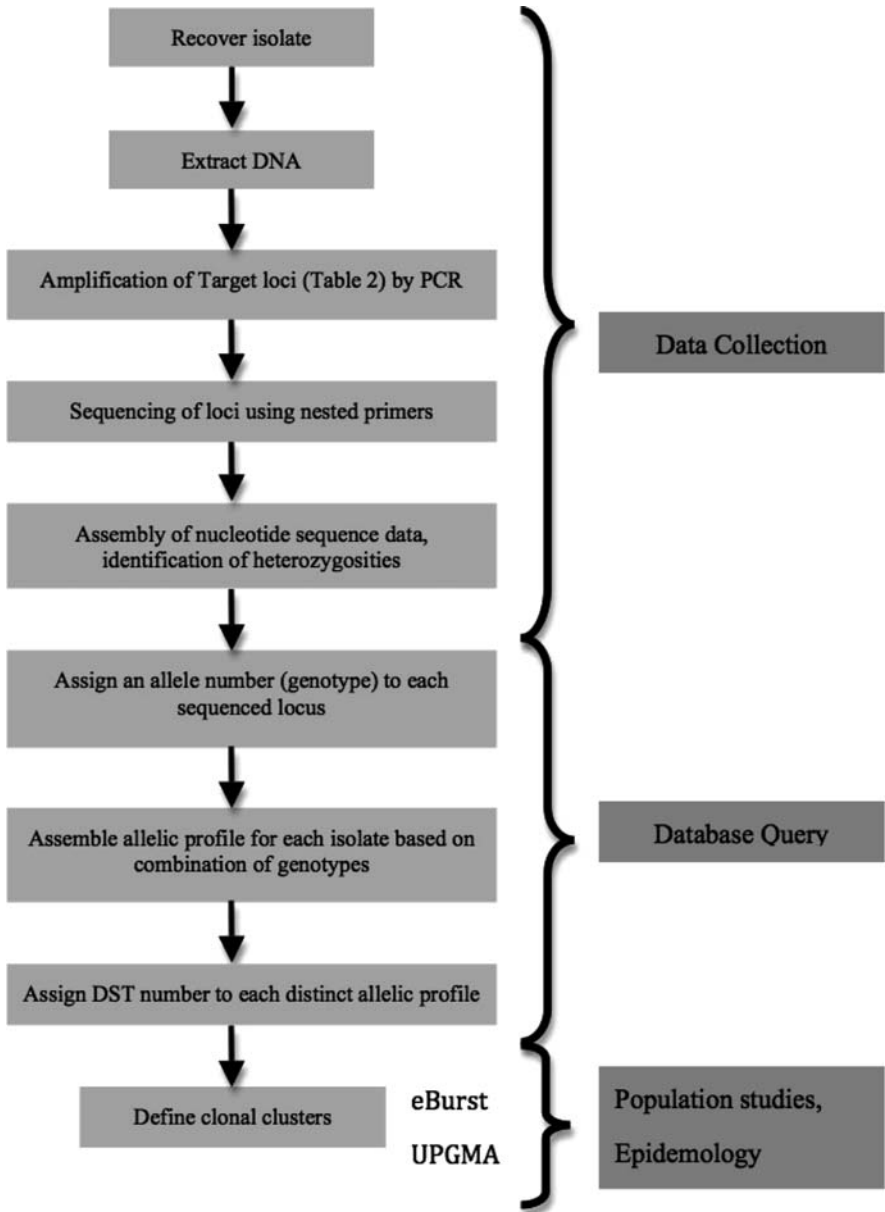 Recover isolate
Extract DNA
Amplification of Target loci (Table 2) by PCR
Sequencing of loci using nested primers
Assembly of nucleotide sequence data,
identification of heterozygosities
Assign an allele number (genotype) to each
sequenced locus
Assemble allelic profile for each isolate based on
combination of genotypes
Assign DST number to each distinct allelic profile
Define clonal clusters
eBurst
UPGMA
Data Collection
Database Query
Population studies,
Epidemology